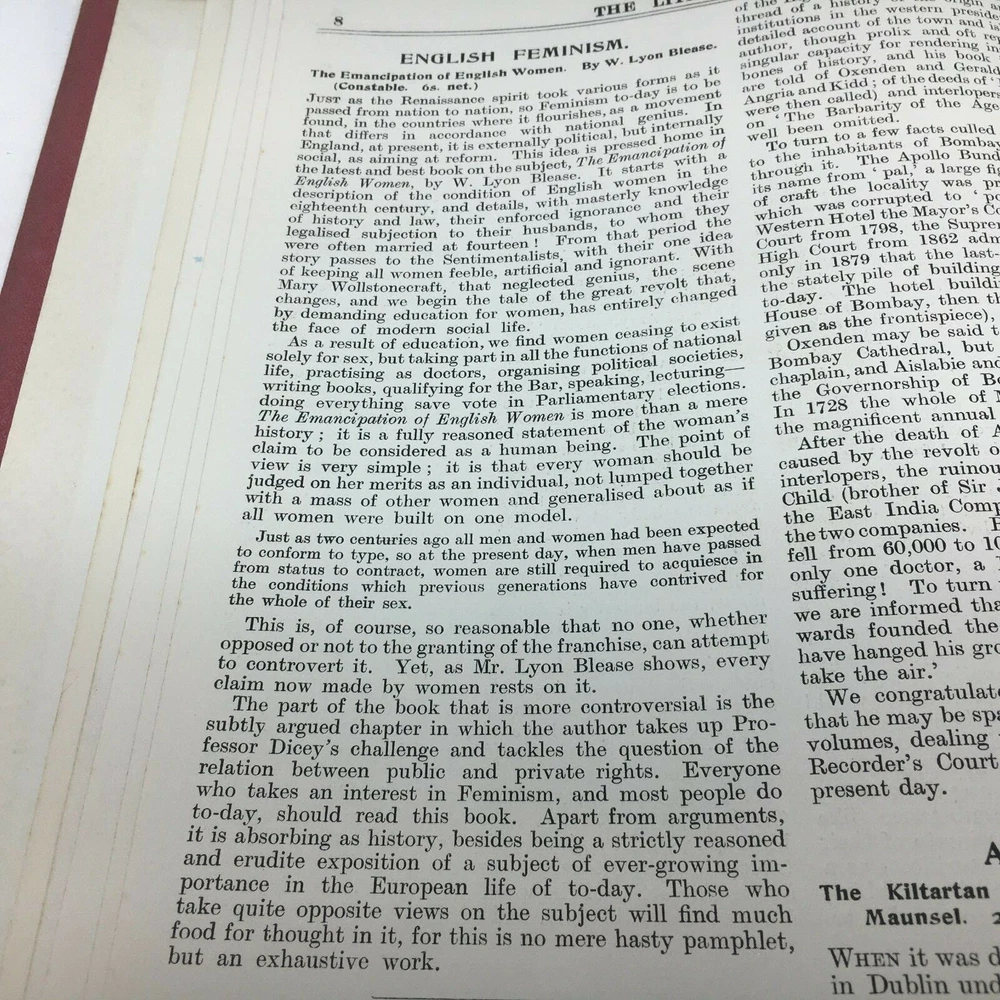 8
THE
ENGLISH FEMINISM.
The Emancipation of English Women. By W. Lyon Blease.
(Constable. 6s. net.)
JUST as the Renaissance spirit took various forms as it
passed from nation to nation, so Feminism to-day is to be
found, in the countries where it flourishes, as a movement
that differs in accordance with national genius. In
England, at present, it is externally political, but internally
social, as aiming at reform. This idea is pressed home in
the latest and best book on the subject, The Emancipation of
English Women, by W. Lyon Blease. It starts with a
description of the condition of English women in the
eighteenth century, and details, with masterly knowledge
of history and law, their enforced ignorance and their
legalised subjection to their husbands, to whom they
were often married at fourteen! From that period the
story passes to the Sentimentalists, with their one idea
of keeping all women feeble, artificial and ignorant. With
Mary Wollstonecraft, that neglected genius, the scene
changes, and we begin the tale of the great revolt that,
by demanding education for women, has entirely changed
the face of modern social life.
As a result of education, we find women ceasing to exist
solely for sex, but taking part in all the functions of national
life, practising as doctors, organising political societies,
writing books, qualifying for the Bar, speaking, lecturing—
doing everything save vote in Parliamentary elections.
The Emancipation of English Women is more than a mere
history; it is a fully reasoned statement of the woman's
claim to be considered as a human being. The point of
view is very simple; it is that every woman should be
judged on her merits as an individual, not lumped together
with a mass of other women and generalised about as if
all women were built on one model.
Just as two centuries ago all men and women had been expected
to conform to type, so at the present day, when men have passed
from status to contract, women are still required to acquiesce in
the conditions which previous generations have contrived for
the whole of their sex.
This is, of course, so reasonable that no one, whether
opposed or not to the granting of the franchise, can attempt
to controvert it. Yet, as Mr. Lyon Blease shows, every
claim now made by women rests on it.
The part of the book that is more controversial is the
subtly argued chapter in which the author takes up Pro-
fessor Dicey's challenge and tackles the question of the
relation between public and private rights. Everyone
who takes an interest in Feminism, and most people do
to-day, should read this book. Apart from arguments,
it is absorbing as history, besides being a strictly reasoned
and erudite exposition of a subject of ever-growing im-
portance in the European life of to-day. Those who
take quite opposite views on the subject will find much
food for thought in it, for this is no mere hasty pamphlet,
but an exhaustive work.
thread of a history
institutions in the western
detailed account of the town and
author, though prolix and oft
singular capacity for rendering
bones of history, and his book
are told of Oxenden and Gerald
Angria and Kidd; of the deeds of
were then called) and interlopers
on 'The Barbarity of the Age
well been omitted.
To turn to a few facts culled
to the inhabitants of Bombay
through it. The Apollo
its name from 'pal,' a large
of craft the locality was
which was corrupted to
Western Hotel the Mayor's
Court from 1798, the
High Court from 1862
only in 1879 that the last-
the stately pile of building
to-day. The hotel
House of Bombay, then
given as the frontispiece),
Oxenden may be said
Bombay Cathedral, but
chaplain, and Aislabie and
the Governorship of
In 1728 the whole of
the magnificent annual
After the death of
caused by the revolt
interlopers, the
Child (brother of Sir
the East India
the two companies.
fell from 60,000 to
only one doctor, a
suffering! To turn
we are informed
wards founded the
have hanged his
take the air.'
We
that he may be
volumes, dealing
Recorder's Court
present day.
The Kiltartan
Maunsel.
WHEN it was
in Dublin